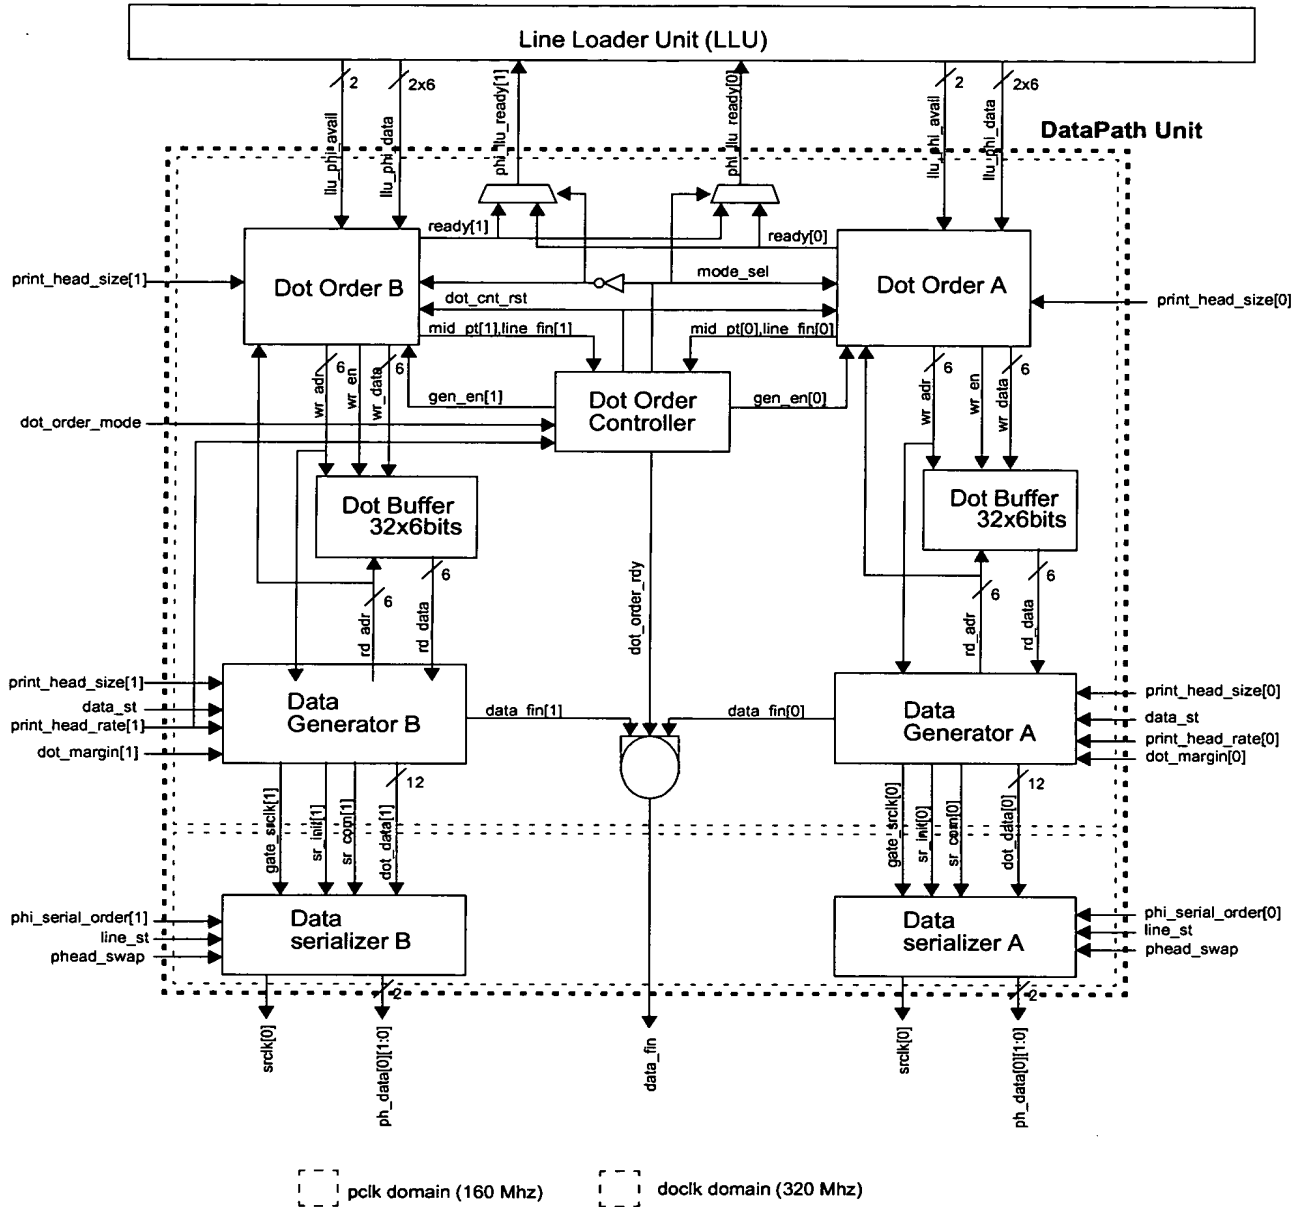 Line Loader Unit (LLU)
2
2x6
phi_llu_ready[1]
phi_llu_ready[0]
2
2x6
llu_phi_avail
llu_phi_data
llu_phi_avail
llu_phi_data
DataPath Unit
ready[1]
ready[0]
print_head_size[1]
Dot Order B
mode_sel
Dot Order A
print_head_size[0]
dot_cnt_rst
mid_pt[1],line_fin[1]
mid_pt[0],line_fin[0]
wr_adr
6
wr_en
wr_data
6
gen_en[1]
Dot Order
Controller
gen_en[0]
wr_adr
6
wr_en
wr_data
6
dot_order_mode
Dot Buffer
32x6bits
Dot Buffer
32x6bits
6
6
rd_adr
rd_data
dot_order_rdy
6
6
rd_adr
rd_data
print_head_size[1]
data_st
print_head_rate[1]
dot_margin[1]
Data
Generator B
data_fin[1]
data_fin[0]
Data
Generator A
print_head_size[0]
data_st
print_head_rate[0]
dot_margin[0]
gate_srclk[1]
sr_init[1]
sr_com[1]
dot_data[1]
12
gate_srclk[0]
sr_init[0]
sr_com[0]
dot_data[0]
12
phi_serial_order[1]
line_st
phead_swap
Data
serializer B
Data
serializer A
phi_serial_order[0]
line_st
phead_swap
2
2
srclk[0]
ph_data[0][1:0]
data_fin
srclk[0]
ph_data[0][1:0]
pclk domain (160 Mhz)
doclk domain (320 Mhz)